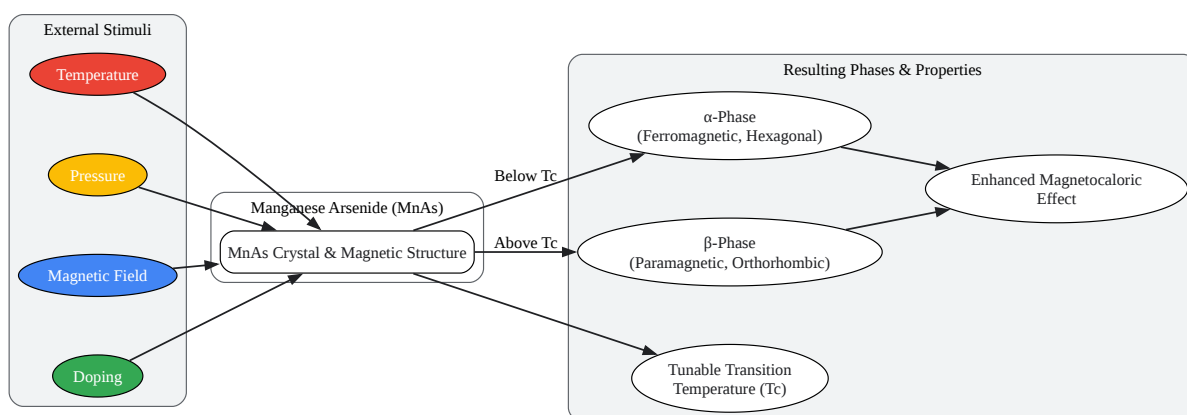 External Stimuli
Temperature
Pressure
Magnetic Field
Doping
Manganese Arsenide (MnAs)
MnAs Crystal & Magnetic Structure
Below Tc
Above Tc
Resulting Phases & Properties
α-Phase
(Ferromagnetic, Hexagonal)
β-Phase
(Paramagnetic, Orthorhombic)
Tunable Transition
Temperature (Tc)
Enhanced Magnetocaloric
Effect